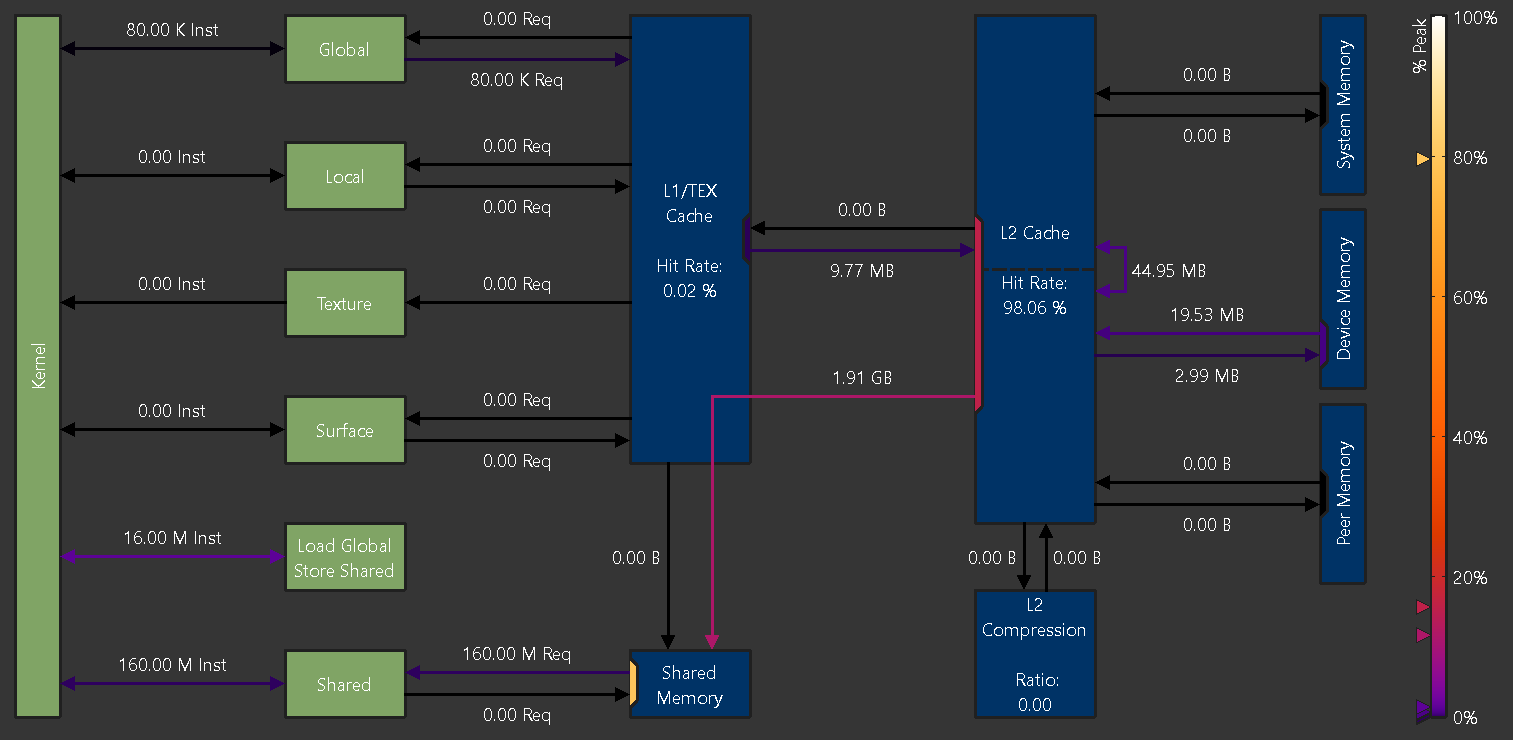 Kernel
80.00 K Inst
Global
0.00 Req
80.00 K Req
0.00 Inst
Local
0.00 Req
0.00 Req
0.00 Inst
Texture
0.00 Req
0.00 Inst
Surface
0.00 Req
0.00 Req
16.00 M Inst
Load Global
Store Shared
160.00 M Inst
Shared
160.00 M Req
0.00 Req
L1/TEX
Cache
Hit Rate:
0.02 %
0.00 B
9.77 MB
1.91 GB
0.00 B
Shared
Memory
L2 Cache
Hit Rate:
98.06 %
44.95 MB
0.00 B
0.00 B
System Memory
19.53 MB
2.99 MB
Device Memory
0.00 B
0.00 B
Peer Memory
0.00 B
0.00 B
L2
Compression
Ratio:
0.00
% Peak
100%
80%
60%
40%
20%
0%